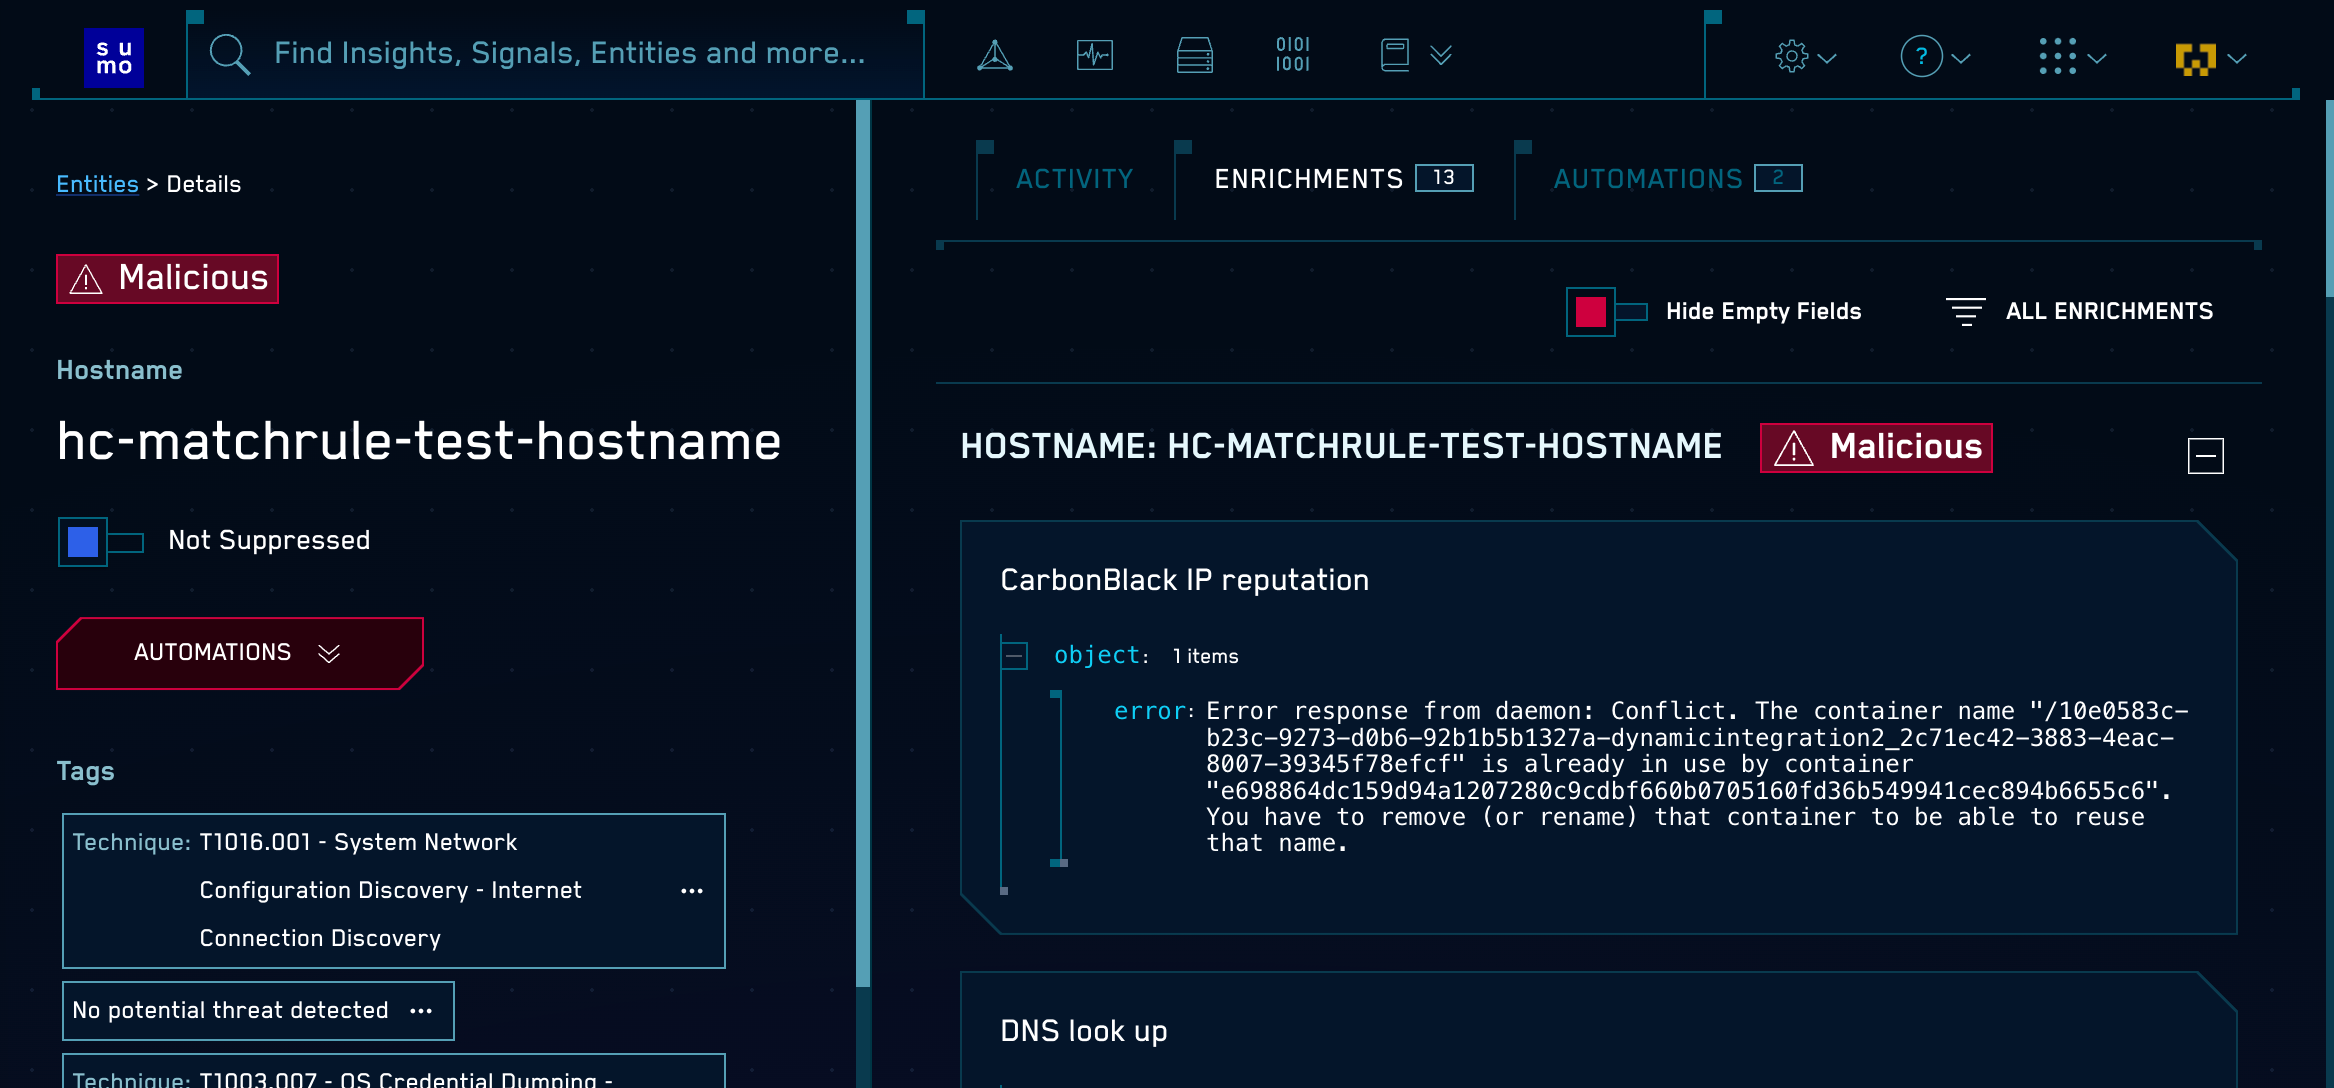 su
mo
Find Insights, Signals, Entities and more...
0101
1001
?
Entities > Details
Malicious
Hostname
hc-matchrule-test-hostname
Not Suppressed
AUTOMATIONS
Tags
Technique: T1016.001 - System Network
Configuration Discovery - Internet
Connection Discovery
...
No potential threat detected ...
Technique: T1003.007 - OS Credential Dumping -
ACTIVITY
ENRICHMENTS 13
AUTOMATIONS 2
Hide Empty Fields
ALL ENRICHMENTS
HOSTNAME: HC-MATCHRULE-TEST-HOSTNAME Malicious
CarbonBlack IP reputation
object: 1 items
error: Error response from daemon: Conflict. The container name "/10e0583c-
b23c-9273-d0b6-92b1b5b1327a-dynamicintegration2_2c71ec42-3883-4eac-
8007-39345f78efcf" is already in use by container
"e698864dc159d94a1207280c9cdbf660b0705160fd36b549941cec894b6655c6".
You have to remove (or rename) that container to be able to reuse
that name.
DNS look up